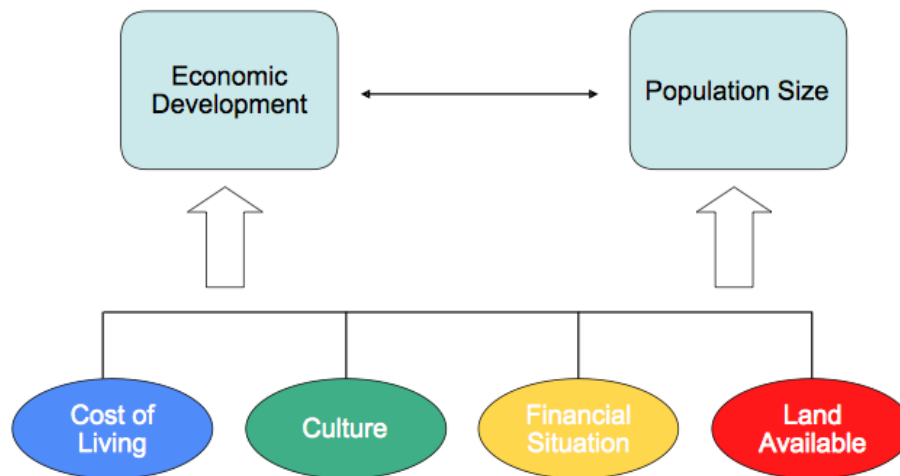 Economic
Development
Population Size
Cost of
Living
Culture
Financial
Situation
Land
Available